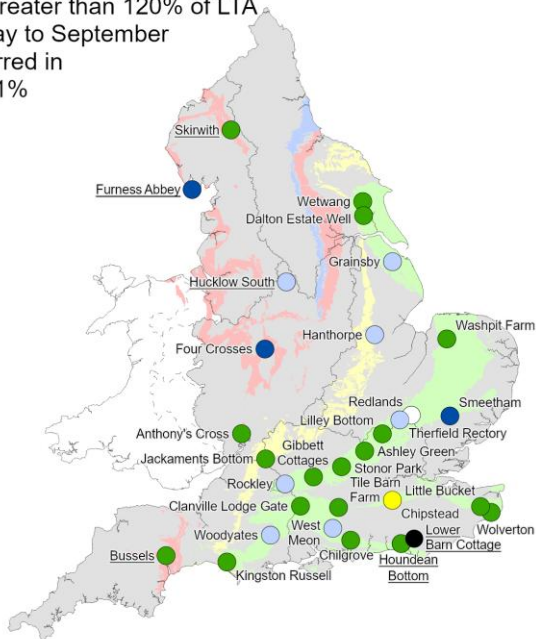 reater than 120% of LTA
ay to September
rred in
1%
Skirwith
Furness Abbey
Wetwang
Dalton Estate Well
Grainsby
Hucklow South
Hanthorpe
Washpit Farm
Four Crosses
Redlands
Smeetham
Lilley Bottom
Therfield Rectory
Anthony's Cross
Ashley Green
Jackaments Bottom
Gibbett
Cottages
Stonor Park
Rockley
Tile Barn
Farm
Little Bucket
Clanville Lodge Gate
Chipstead
West
Meon
Lower
Barn Cottage
Wolverton
Woodyates
Chilgrove
Bussels
Houndean
Bottom
Kingston Russell